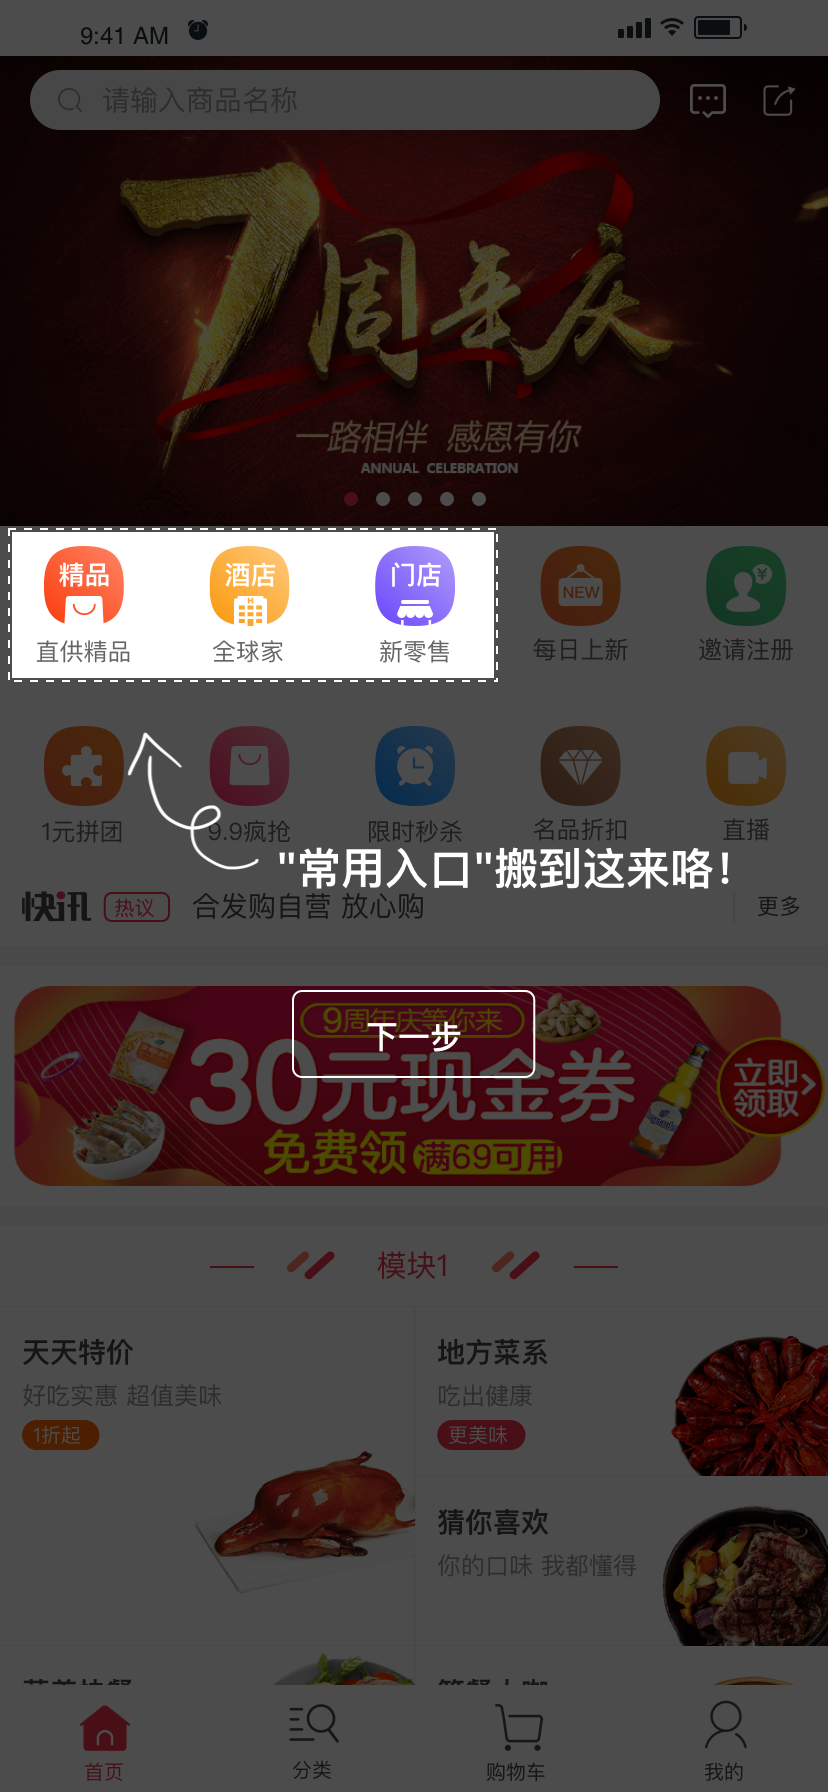 9:41 AM
请输入商品名称
7周年庆
一路相伴 感恩有你
ANNUAL CELEBRATION
精品
酒店
门店
NEW
直供精品
全球家
新零售
每日上新
邀请注册
1元拼团
9.9疯抢
限时秒杀
名品折扣
直播
"常用入口"搬到这来咯!
快讯
热议
合发购自营 放心购
更多
9周年庆等你来
下一步
30元现金券
立即
领取
免费领 满69可用
模块1
天天特价
好吃实惠 超值美味
1折起
地方菜系
吃出健康
更美味
猜你喜欢
你的口味 我都懂得
首页
分类
购物车
我的